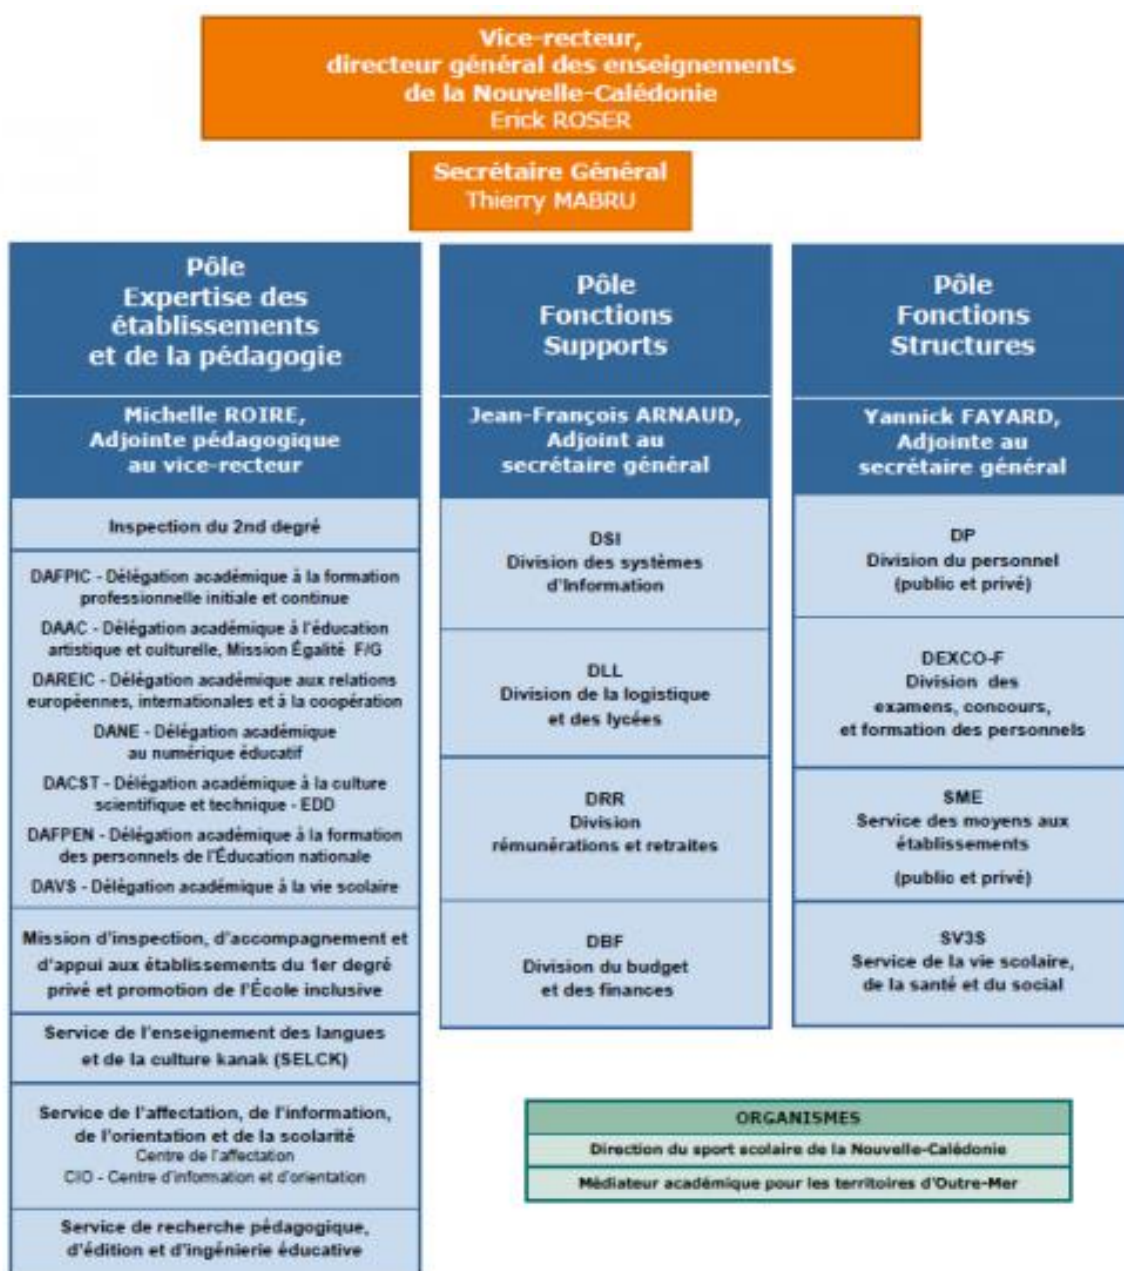 Vice-recteur,
directeur général des enseignements
de la Nouvelle-Calédonie
Erick ROSER
Secrétaire Général
Thierry MABRU
Pôle
Expertise des
établissements
et de la pédagogie
Michelle ROIRE,
Adjointe pédagogique
au vice-recteur
Inspection du 2nd degré
DAFPIC - Délégation académique à la formation
professionnelle initiale et continue
DAAC - Délégation académique à l'éducation
artistique et culturelle, Mission Égalité F/G
DAREIC - Délégation académique aux relations
européennes, internationales et à la coopération
DANE - Délégation académique
au numérique éducatif
DACST - Délégation académique à la culture
scientifique et technique - EDD
DAFPEN - Délégation académique à la formation
des personnels de l'Éducation nationale
DAVS - Délégation académique à la vie scolaire
Mission d'inspection, d'accompagnement et
d'appui aux établissements du 1er degré
privé et promotion de l'École inclusive
Service de l'enseignement des langues
et de la culture kanak (SELCK)
Service de l'affectation, de l'information,
de l'orientation et de la scolarité
Centre de l'affectation
CIO - Centre d'information et d'orientation
Service de recherche pédagogique,
d'édition et d'ingénierie éducative
Pôle
Fonctions
Supports
Jean-François ARNAUD,
Adjoint au
secrétaire général
DSI
Division des systèmes
d'Information
DLL
Division de la logistique
et des lycées
DRR
Division
rémunérations et retraites
DBF
Division du budget
et des finances
Pôle
Fonctions
Structures
Yannick FAYARD,
Adjointe au
secrétaire général
DP
Division du personnel
(public et privé)
DEXCO-F
Division des
examens, concours,
et formation des personnels
SME
Service des moyens aux
établissements
(public et privé)
SV3S
Service de la vie scolaire,
de la santé et du social
ORGANISMES
Direction du sport scolaire de la Nouvelle-Calédonie
Médiateur académique pour les territoires d'Outre-Mer